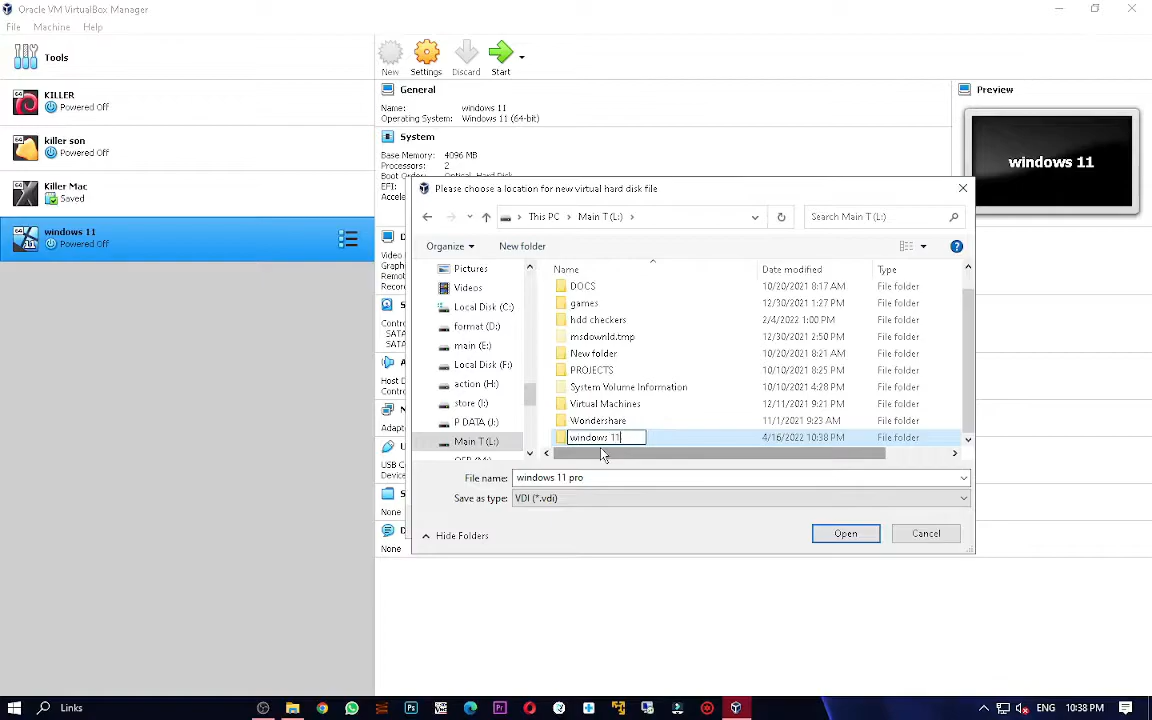 Oracle VM VirtualBox Manager
File Machine Help
Tools
New Settings Discard Start
KILLER
Powered Off
killer son
Powered Off
Killer Mac
Saved
windows 11
Powered Off
General
Name: windows 11
Operating System: Windows 11 (64-bit)
System
Base Memory: 4096 MB
Processors: 2
EFI:
Accele
Preview
windows 11
Please choose a location for new virtual hard disk file
This PC Main T (L:)
Search Main T (L:)
Organize New folder
Pictures
Videos
Local Disk (C:)
format (D:)
main (E:)
Local Disk (F:)
action (H:)
store (I:)
P DATA (J:)
Main T (L:)
Name Date modified Type
DOCS 10/20/2021 8:17 AM File folder
games 12/30/2021 1:27 PM File folder
hdd checkers 2/4/2022 1:00 PM File folder
msdownld.tmp 12/30/2021 2:50 PM File folder
New folder 10/20/2021 8:21 AM File folder
PROJECTS 10/10/2021 8:25 PM File folder
System Volume Information 10/10/2021 4:28 PM File folder
Virtual Machines 12/11/2021 9:21 PM File folder
Wondershare 11/1/2021 9:23 AM File folder
windows 11 4/16/2022 10:38 PM File folder
File name: windows 11 pro
Save as type: VDI (*.vdi)
Hide Folders
Open Cancel
Video
Graph
Remot
Recor
Contr
SATA
SATA
Host D
Contr
Adapt
None
None
Links
ENG 10:38 PM